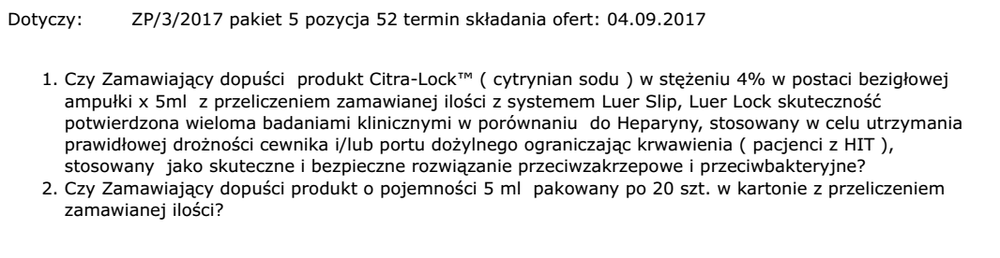 Dotyczy: ZP/3/2017 pakiet 5 pozycja 52 termin składania ofert: 04.09.2017
1. Czy Zamawiający dopuści produkt Citra-Lock™ ( cytrynian sodu ) w stężeniu 4% w postaci bezigłowej
ampułki x 5ml z przeliczeniem zamawianej ilości z systemem Luer Slip, Luer Lock skuteczność
potwierdzona wieloma badaniami klinicznymi w porównaniu do Heparyny, stosowany w celu utrzymania
prawidłowej drożności cewnika i/lub portu dożylnego ograniczając krwawienia ( pacjenci z HIT ),
stosowany jako skuteczne i bezpieczne rozwiązanie przeciwzakrzepowe i przeciwbakteryjne?
2. Czy Zamawiający dopuści produkt o pojemności 5 ml pakowany po 20 szt. w kartonie z przeliczeniem
zamawianej ilości?